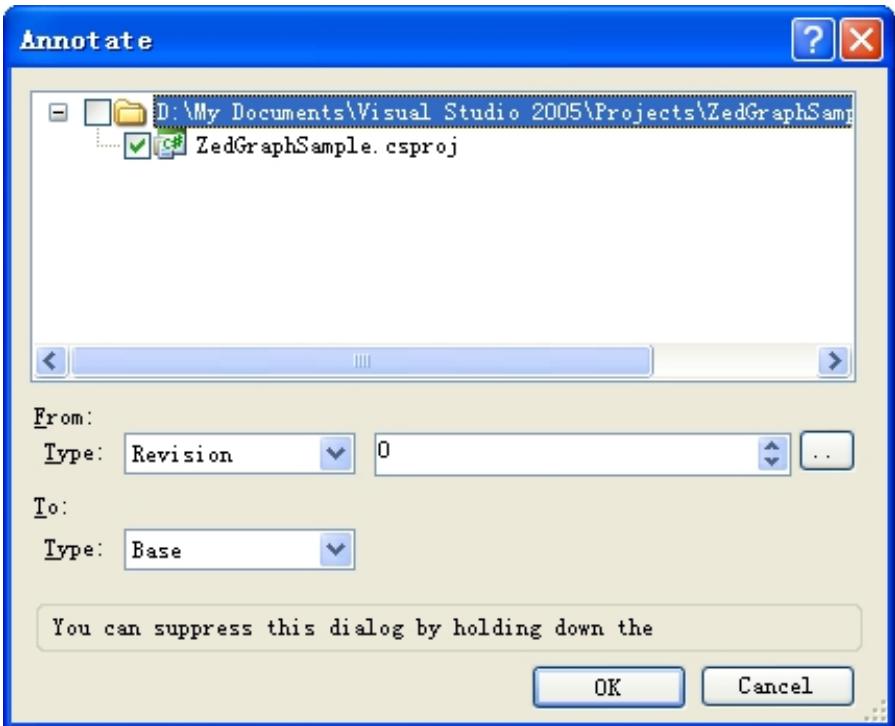 Annotate
D:\My Documents\Visual Studio 2005\Projects\ZedGraphSamp
C#
ZedGraphSample.csproj
From:
Type: Revision 0 ..
To:
Type: Base
You can suppress this dialog by holding down the
OK Cancel